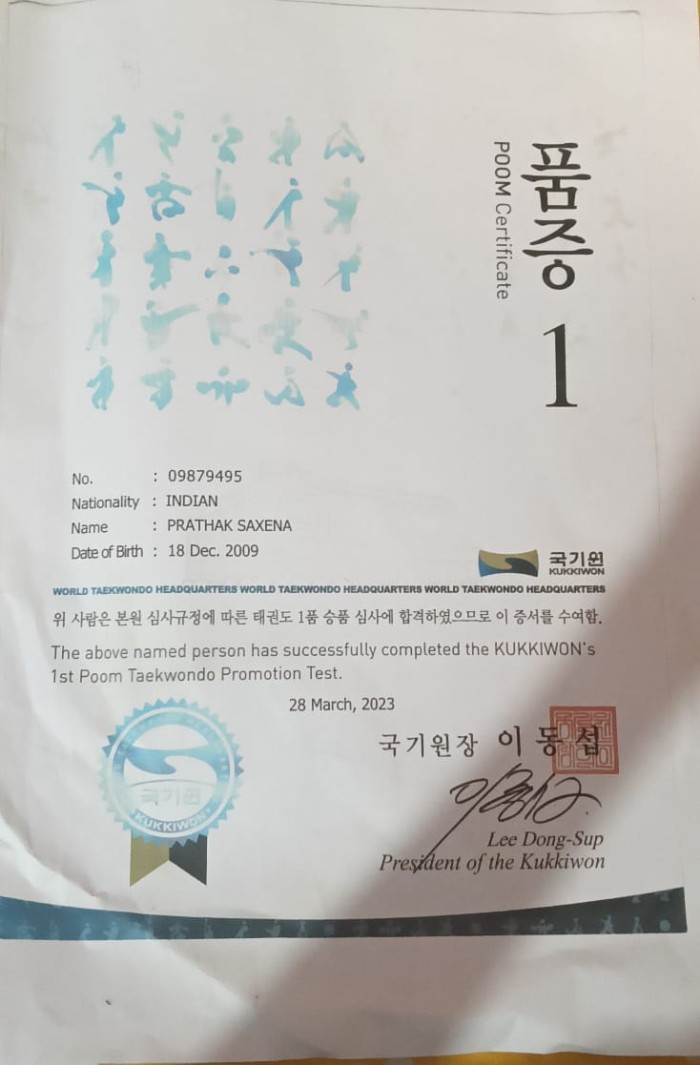 품증
POOM Certificate
1
No. : 09879495
Nationality : INDIAN
Name : PRATHAK SAXENA
Date of Birth : 18 Dec. 2009
국기원
KUKKIWON
WORLD TAEKWONDO HEADQUARTERS WORLD TAEKWONDO HEADQUARTERS WORLD TAEKWONDO HEADQUARTERS
위 사람은 본원 심사규정에 따른 태권도 1품 승품 심사에 합격하였으므로 이 증서를 수여함.
The above named person has successfully completed the KUKKIWON's
1st Poom Taekwondo Promotion Test.
28 March, 2023
국기원장 이동섭
Lee Dong-Sup
President of the Kukkiwon
국기원
KUKKIWON